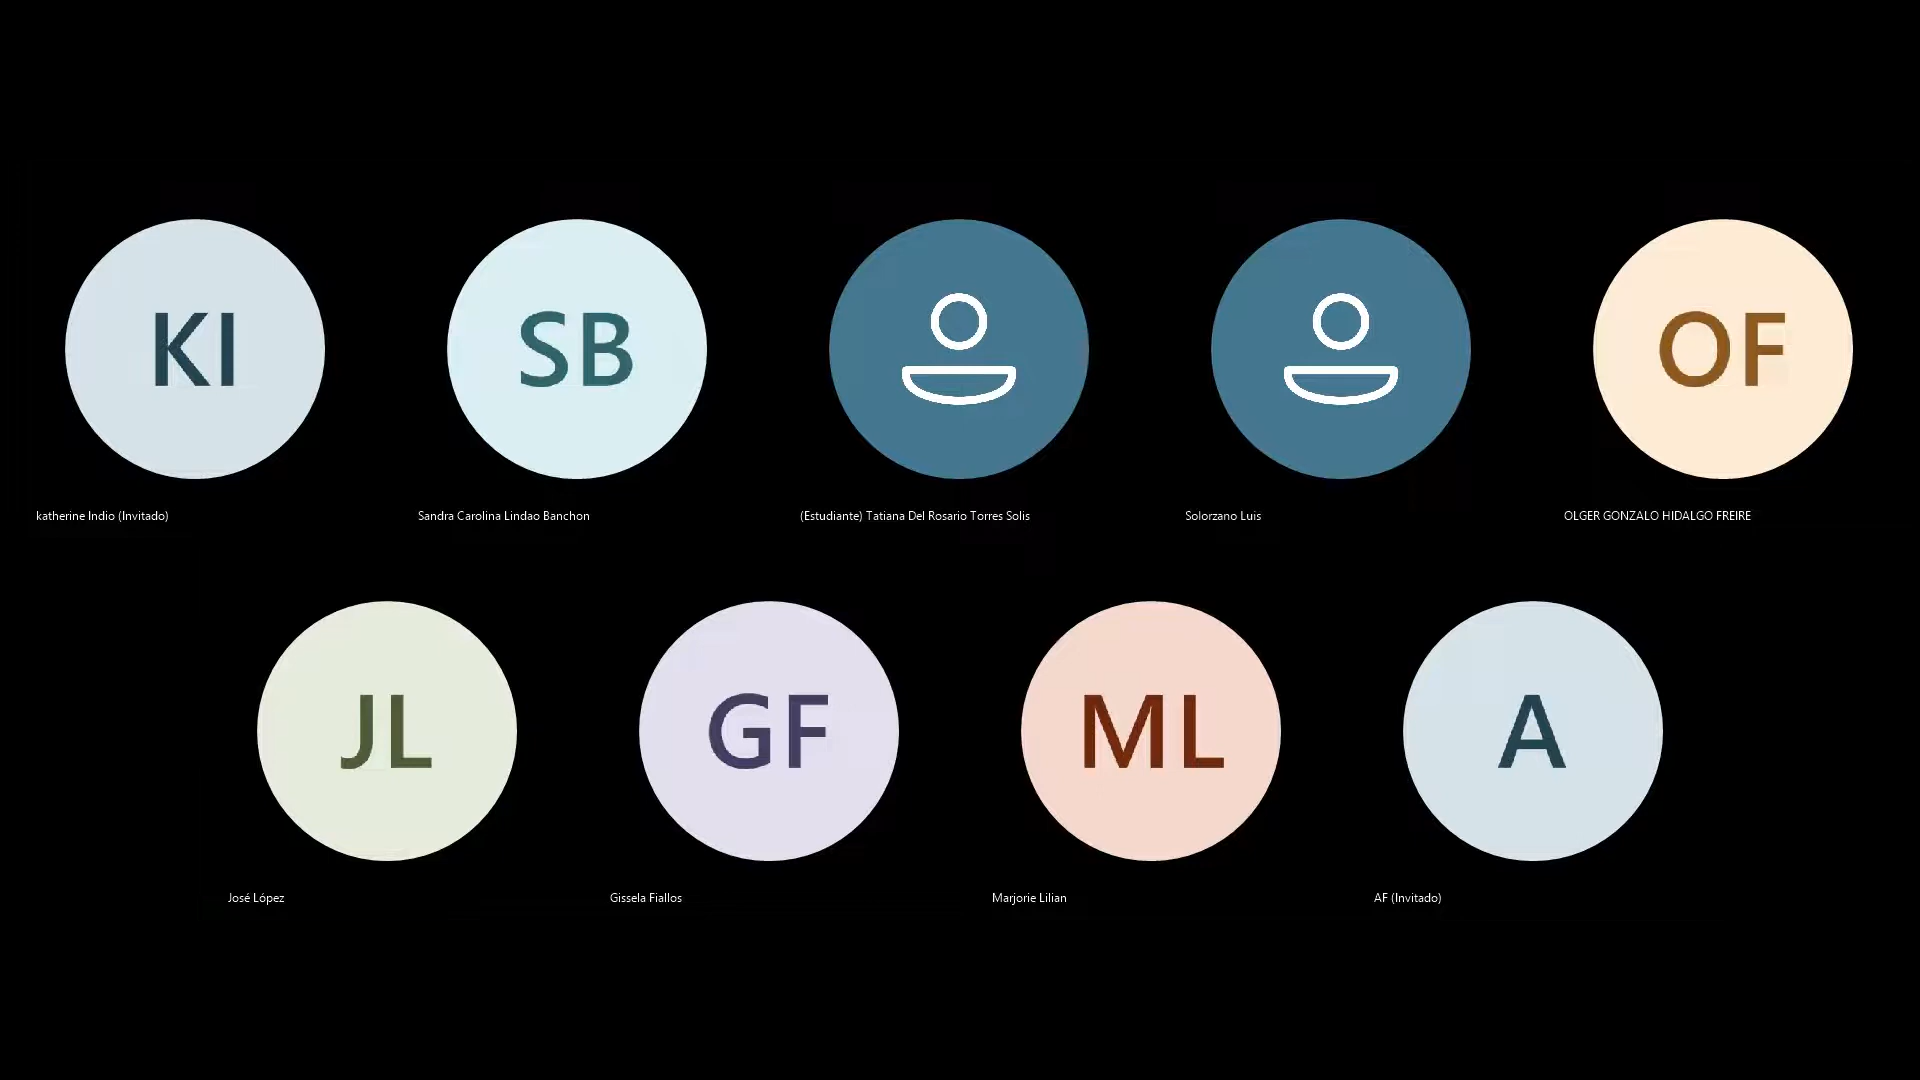 KI
SB
OF
katherine Indio (Invitado)
Sandra Carolina Lindao Banchon
(Estudiante) Tatiana Del Rosario Torres Solis
Solorzano Luis
OLGER GONZALO HIDALGO FREIRE
JL
GF
ML
A
José López
Gissela Fiallos
Marjorie Lilian
AF (Invitado)